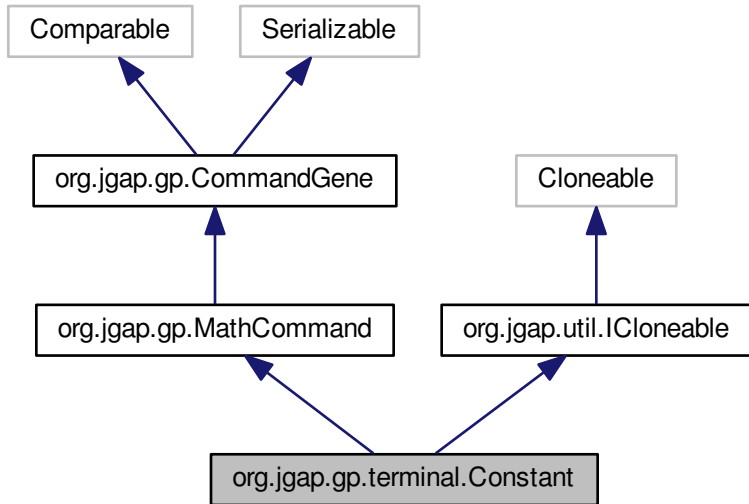 Comparable
Serializable
org.jgap.gp.CommandGene
Cloneable
org.jgap.gp.MathCommand
org.jgap.util.ICloneable
org.jgap.gp.terminal.Constant